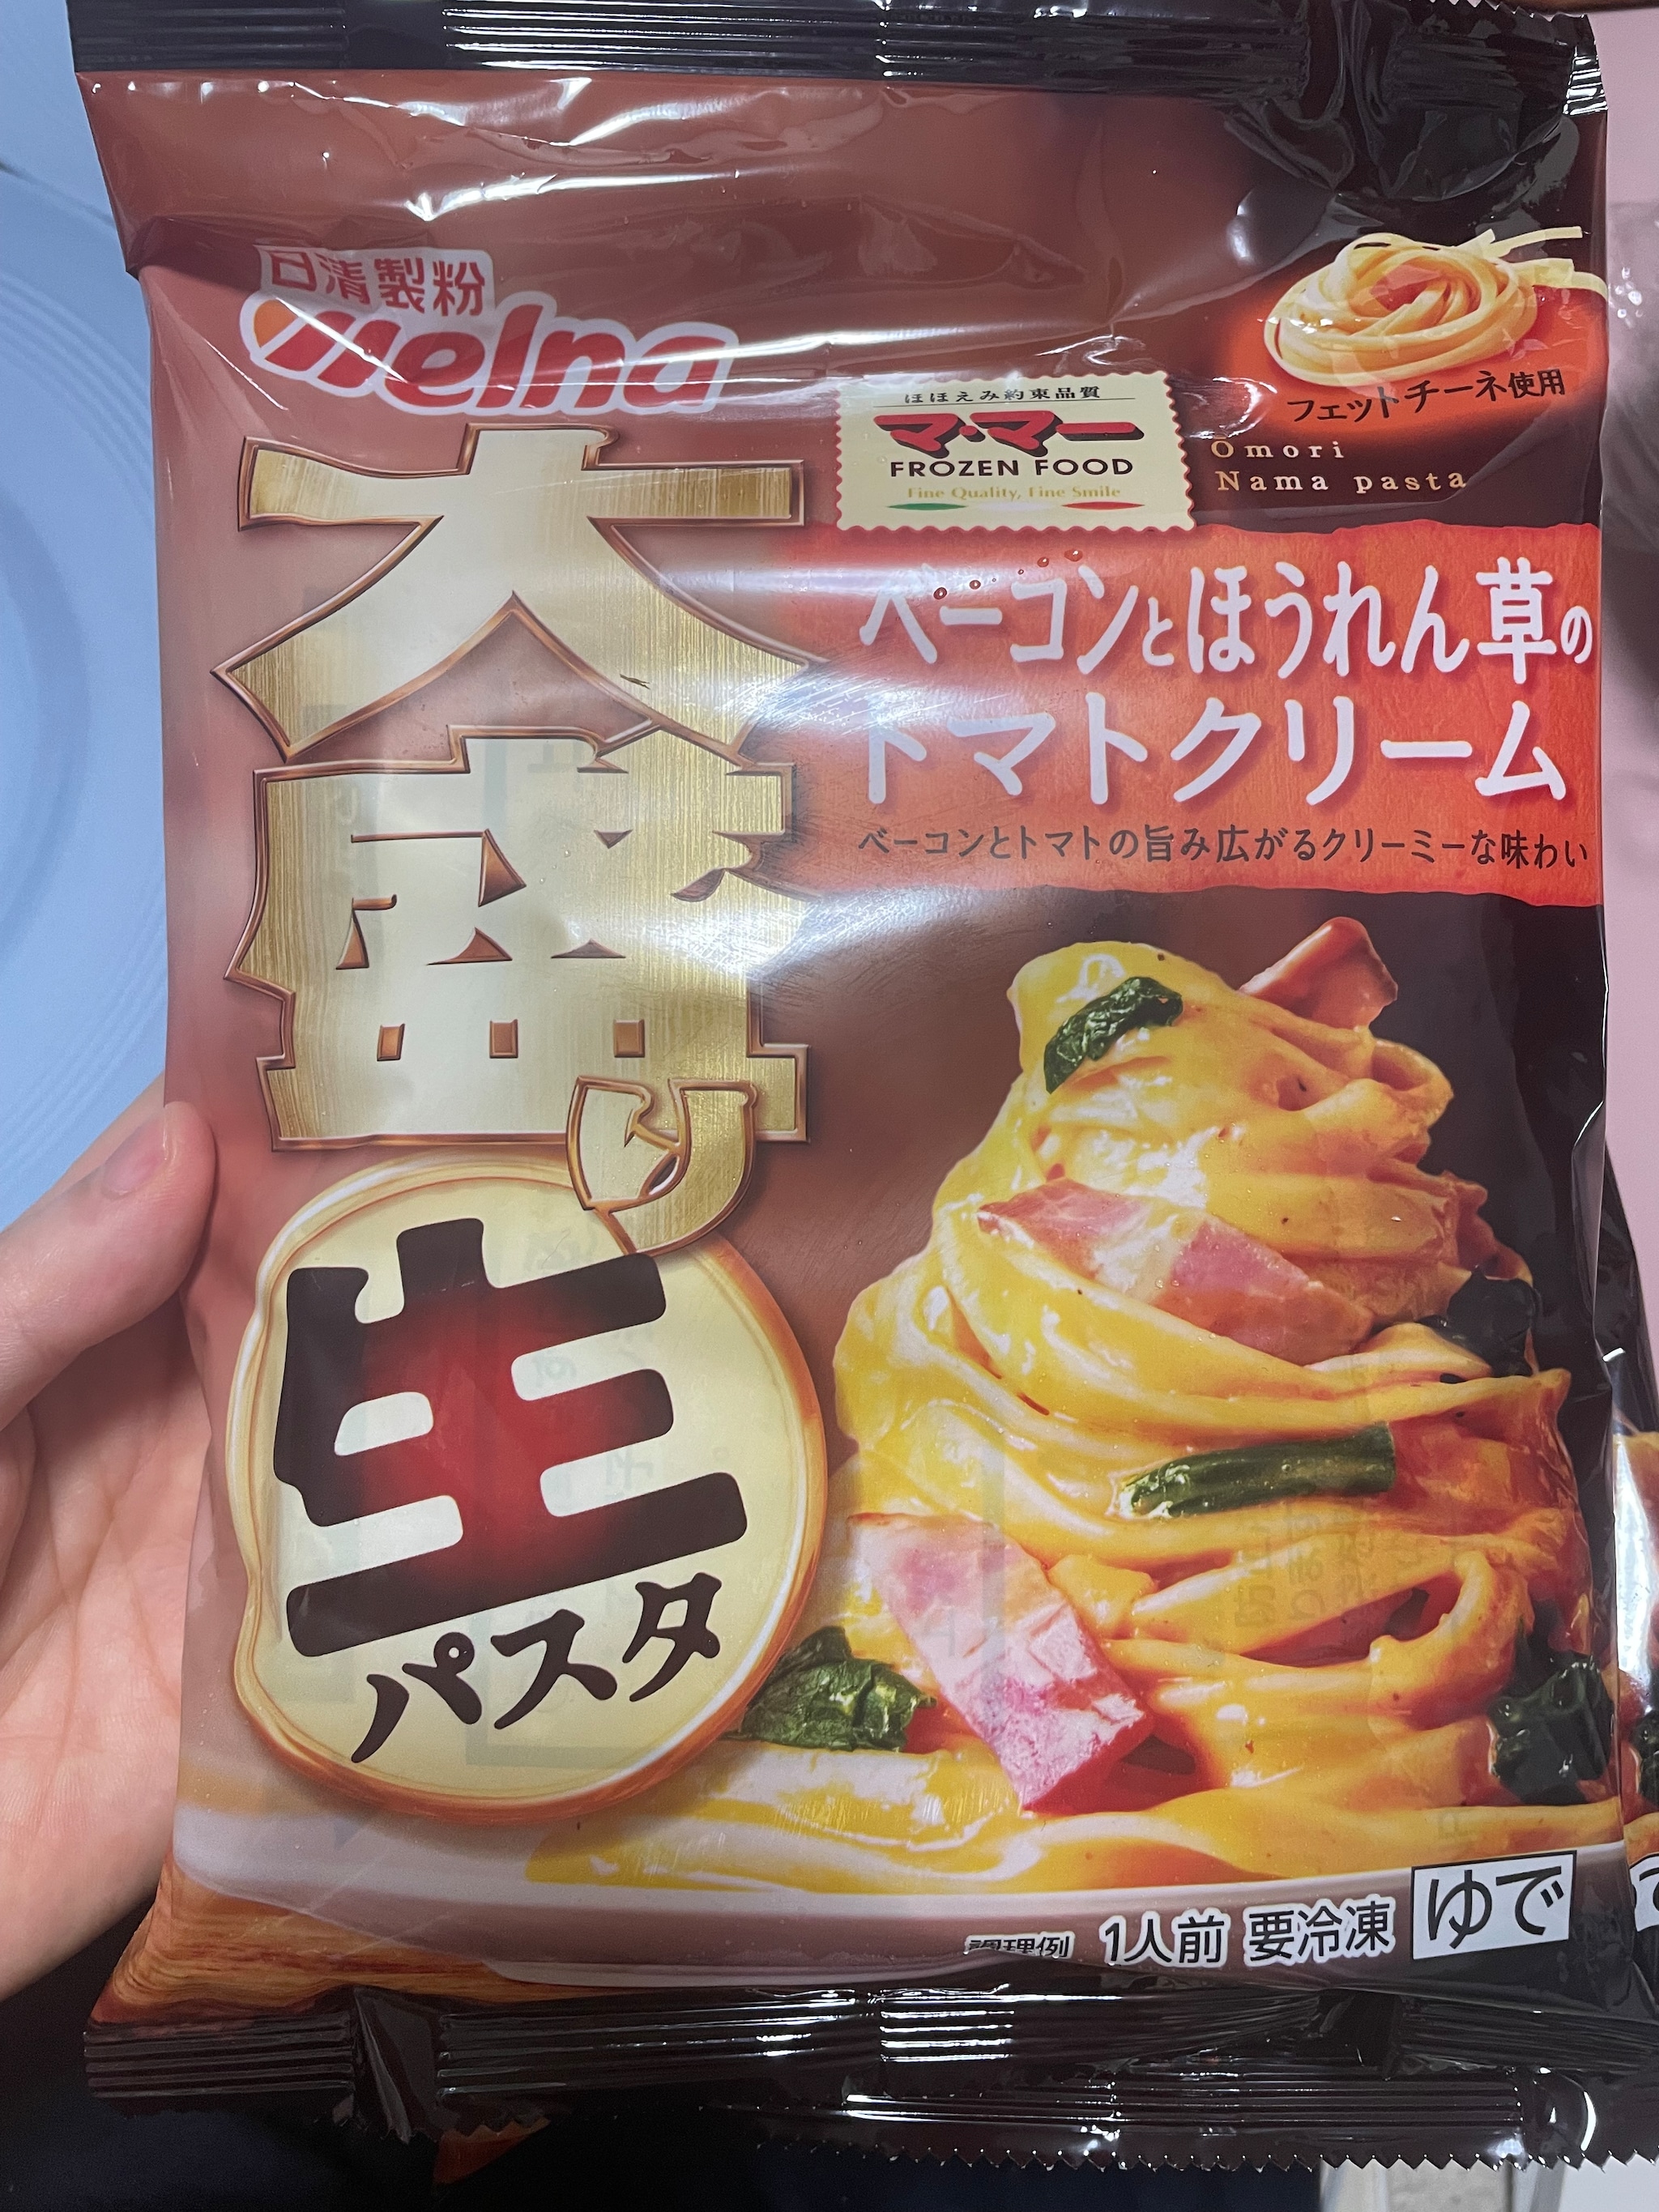 日清製粉
Welna
大盛り
生
パスタ
フェットチーネ使用
ほほえみ約束品質
マ・マー
FROZEN FOOD
Fine Quality, Fine Smile
Omori
Nama pasta
ベーコンとほうれん草の
トマトクリーム
ベーコンとトマトの旨み広がるクリーミーな味わい
調理例 1人前 要冷凍 ゆで